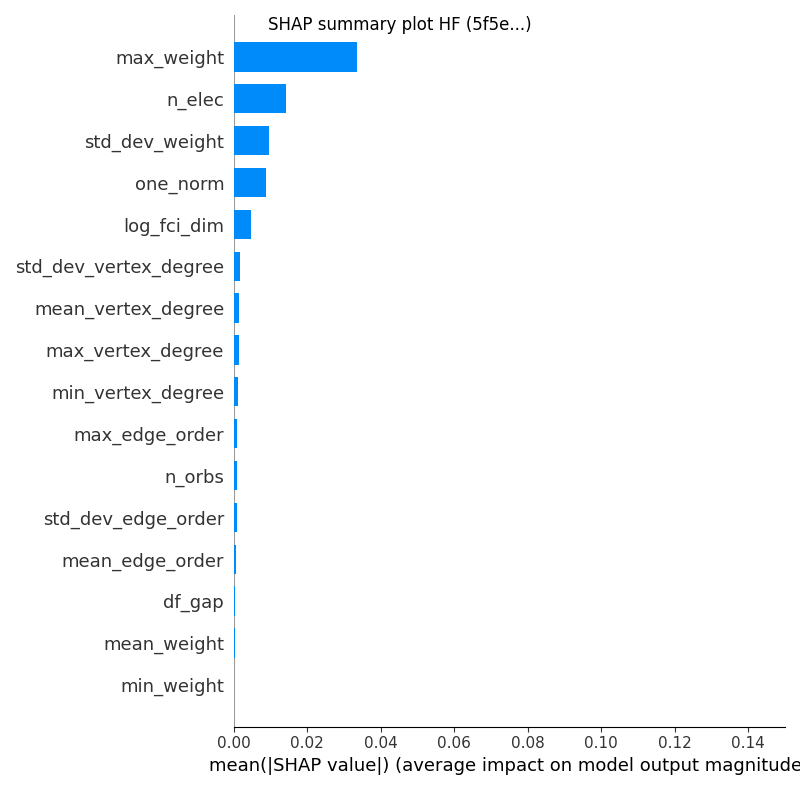 SHAP summary plot HF (5f5e...)
max_weight
n_elec
std_dev_weight
one_norm
log_fci_dim
std_dev_vertex_degree
mean_vertex_degree
max_vertex_degree
min_vertex_degree
max_edge_order
n_orbs
std_dev_edge_order
mean_edge_order
df_gap
mean_weight
min_weight
0.00 0.02 0.04 0.06 0.08 0.10 0.12 0.14
mean(|SHAP value|) (average impact on model output magnitude